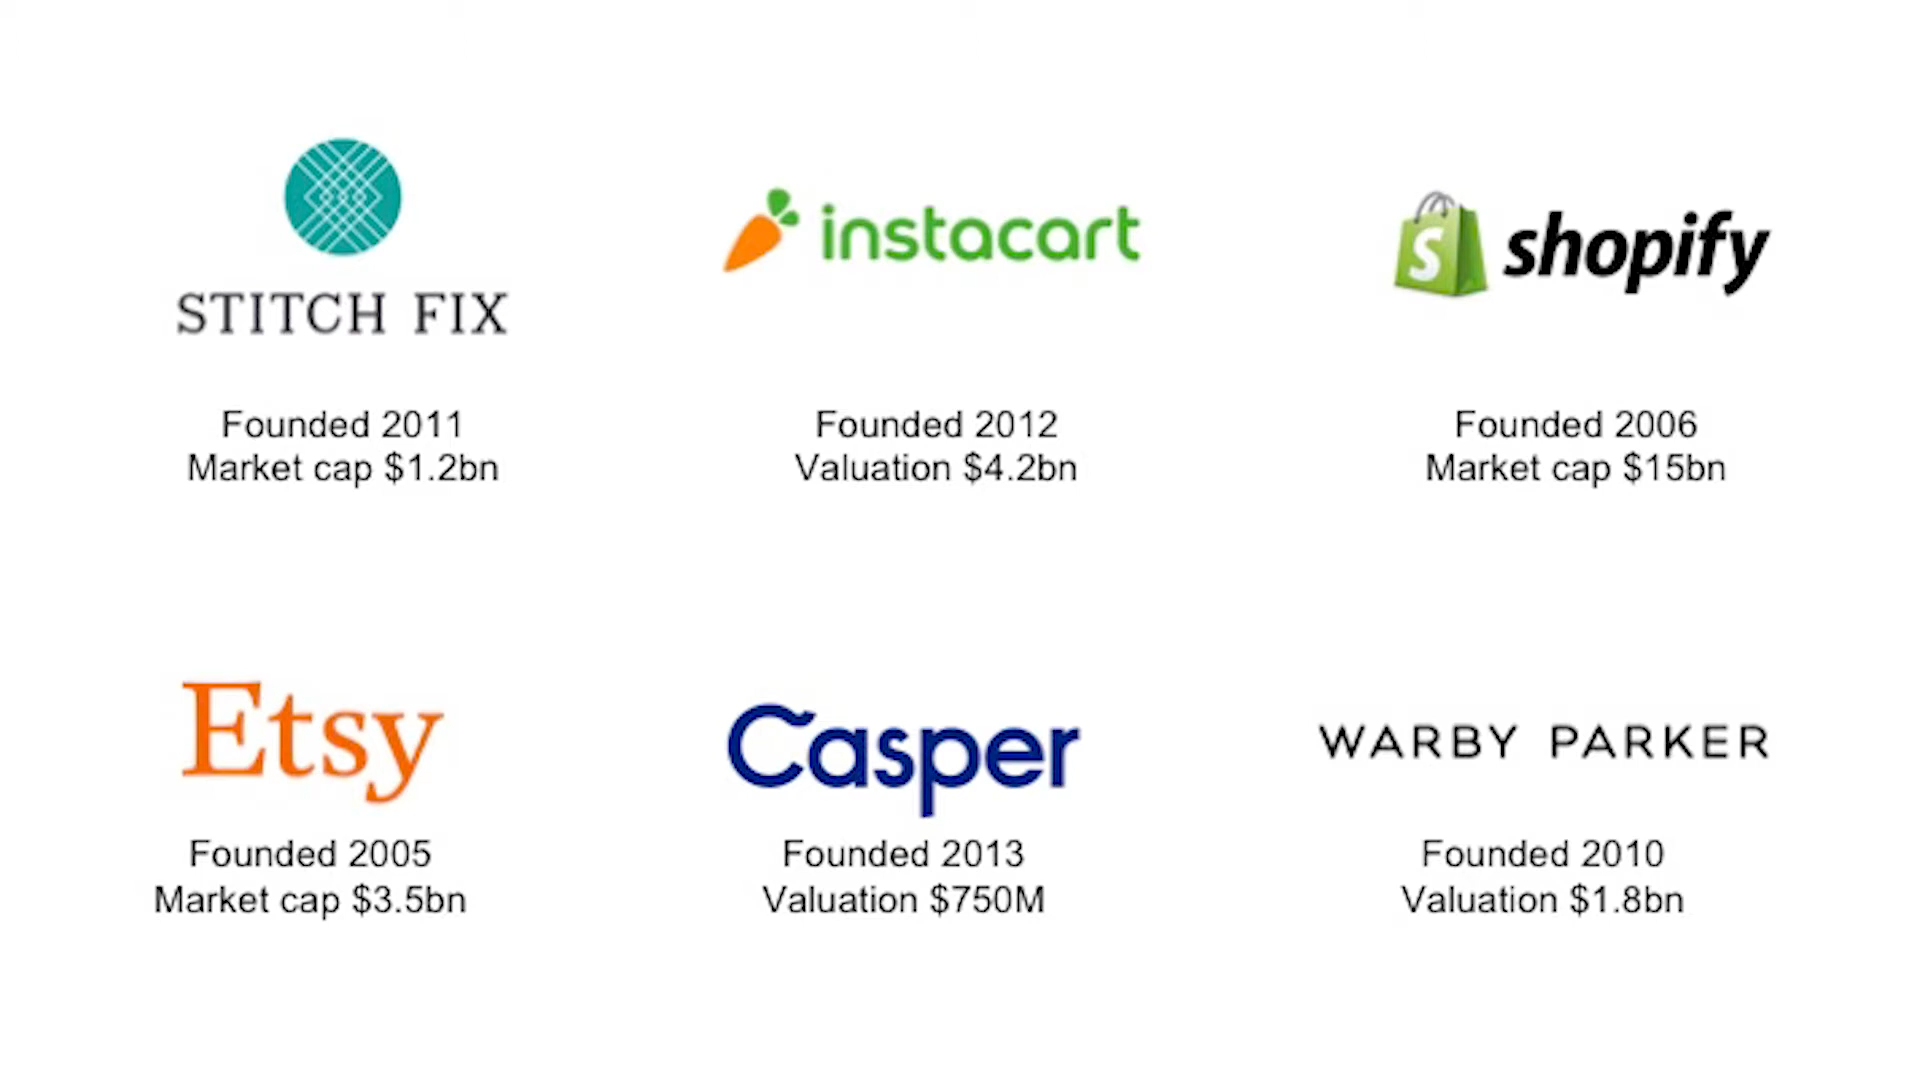 STITCH FIX
Founded 2011
Market cap $1.2bn
instacart
Founded 2012
Valuation $4.2bn
S shopify
Founded 2006
Market cap $15bn
Etsy
Founded 2005
Market cap $3.5bn
Casper
Founded 2013
Valuation $750M
WARBY PARKER
Founded 2010
Valuation $1.8bn